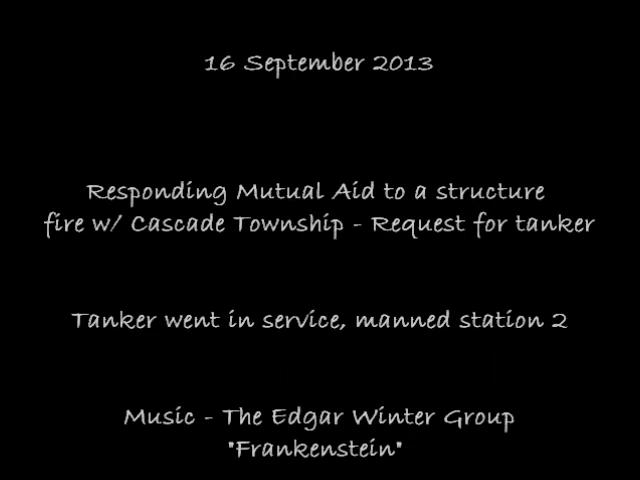 16 September 2013
Responding Mutual Aid to a structure
fire w/ Cascade Township - Request for tanker
Tanker went in service, manned station 2
Music - The Edgar Winter Group
"Frankenstein"